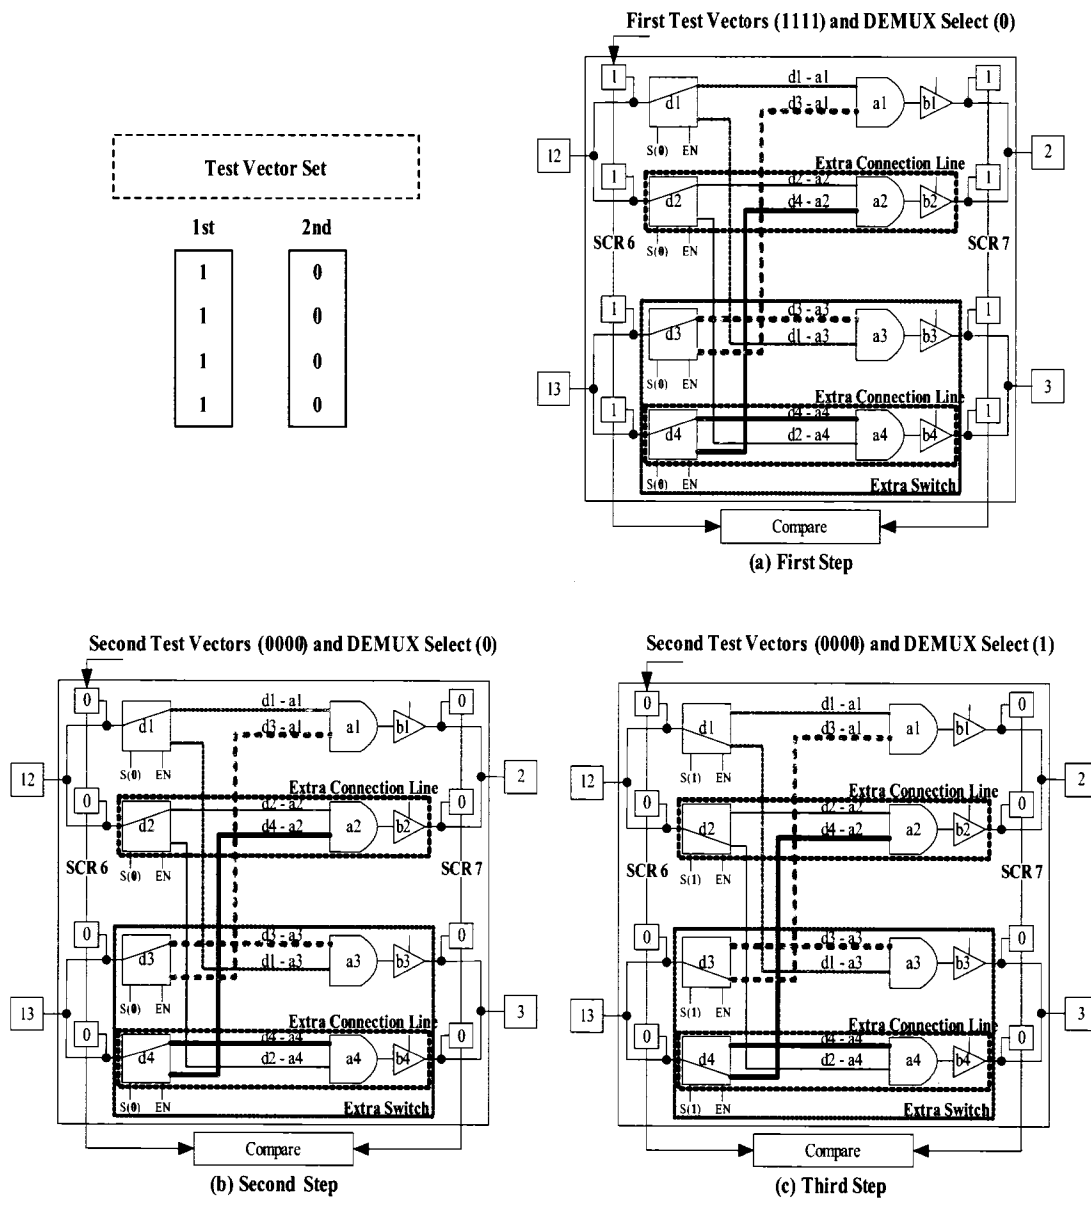 First Test Vectors (1111) and DEMUX Select (0)
Test Vector Set
1st 2nd
1 0
1 0
1 0
1 0
1 1
d1 - a1
d1 d3 - a1 a1 b1
S(0) EN
12 2
Extra Connection Line
1 1
d2 - a2
d2 d4 - a2 a2 b2
S(0) EN
SCR 6 SCR 7
1 1
d3 - a3
d3 d1 - a3 a3 b3
S(0) EN
13 3
Extra Connection Line
1 1
d4 - a4
d4 d2 - a4 a4 b4
S(0) EN
Extra Switch
Compare
(a) First Step
Second Test Vectors (0000) and DEMUX Select (0)
0 0
d1 - a1
d1 d3 - a1 a1 b1
S(0) EN
12 2
Extra Connection Line
0 0
d2 - a2
d2 d4 - a2 a2 b2
S(0) EN
SCR 6 SCR 7
0 0
d3 - a3
d3 d1 - a3 a3 b3
S(0) EN
13 3
Extra Connection Line
0 0
d4 - a4
d4 d2 - a4 a4 b4
S(0) EN
Extra Switch
Compare
(b) Second Step
Second Test Vectors (0000) and DEMUX Select (1)
0 0
d1 - a1
d1 d3 - a1 a1 b1
S(1) EN
12 2
Extra Connection Line
0 0
d2 - a2
d2 d4 - a2 a2 b2
S(1) EN
SCR 6 SCR 7
0 0
d3 - a3
d3 d1 - a3 a3 b3
S(1) EN
13 3
Extra Connection Line
0 0
d4 - a4
d4 d2 - a4 a4 b4
S(1) EN
Extra Switch
Compare
(c) Third Step